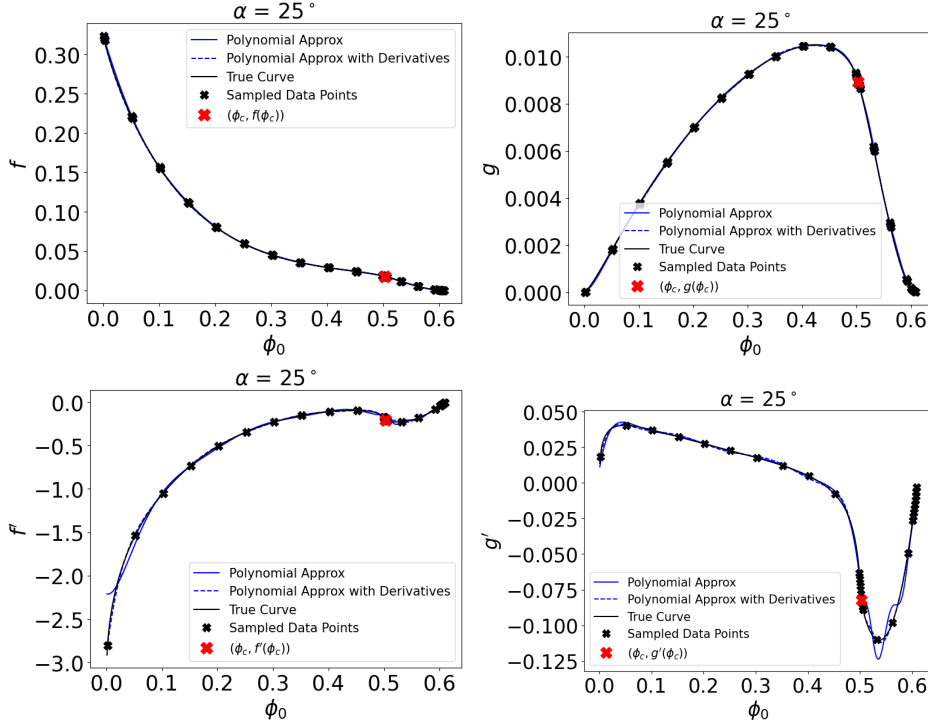 α = 25°
f
0.30
0.25
0.20
0.15
0.10
0.05
0.00
Polynomial Approx
Polynomial Approx with Derivatives
True Curve
Sampled Data Points
(ϕc, f(ϕc))
0.0 0.1 0.2 0.3 0.4 0.5 0.6
ϕ0
α = 25°
g
0.010
0.008
0.006
0.004
0.002
0.000
Polynomial Approx
Polynomial Approx with Derivatives
True Curve
Sampled Data Points
(ϕc, g(ϕc))
0.0 0.1 0.2 0.3 0.4 0.5 0.6
ϕ0
α = 25°
f′
0.0
−0.5
−1.0
−1.5
−2.0
−2.5
−3.0
Polynomial Approx
Polynomial Approx with Derivatives
True Curve
Sampled Data Points
(ϕc, f′(ϕc))
0.0 0.1 0.2 0.3 0.4 0.5 0.6
ϕ0
α = 25°
g′
0.050
0.025
0.000
−0.025
−0.050
−0.075
−0.100
−0.125
Polynomial Approx
Polynomial Approx with Derivatives
True Curve
Sampled Data Points
(ϕc, g′(ϕc))
0.0 0.1 0.2 0.3 0.4 0.5 0.6
ϕ0